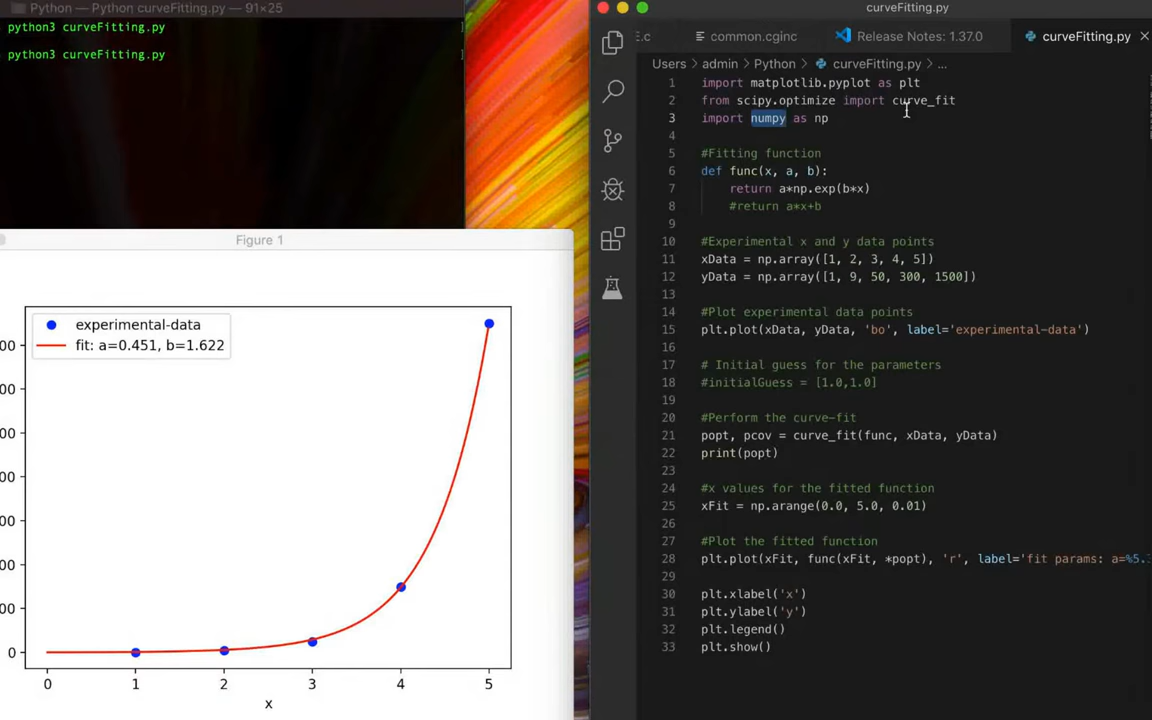 Python — Python curveFitting.py — 91×25
python3 curveFitting.py
python3 curveFitting.py
Figure 1
experimental-data
fit: a=0.451, b=1.622
00
00
00
00
00
00
00
0
0 1 2 3 4 5
x
curveFitting.py
E.c common.cginc Release Notes: 1.37.0 curveFitting.py
Users > admin > Python > curveFitting.py > ...
1 import matplotlib.pyplot as plt
2 from scipy.optimize import curve_fit
3 import numpy as np
4
5 #Fitting function
6 def func(x, a, b):
7 return a*np.exp(b*x)
8 #return a*x+b
9
10 #Experimental x and y data points
11 xData = np.array([1, 2, 3, 4, 5])
12 yData = np.array([1, 9, 50, 300, 1500])
13
14 #Plot experimental data points
15 plt.plot(xData, yData, 'bo', label='experimental-data')
16
17 # Initial guess for the parameters
18 #initialGuess = [1.0,1.0]
19
20 #Perform the curve-fit
21 popt, pcov = curve_fit(func, xData, yData)
22 print(popt)
23
24 #x values for the fitted function
25 xFit = np.arange(0.0, 5.0, 0.01)
26
27 #Plot the fitted function
28 plt.plot(xFit, func(xFit, *popt), 'r', label='fit params: a=%5.
29
30 plt.xlabel('x')
31 plt.ylabel('y')
32 plt.legend()
33 plt.show()